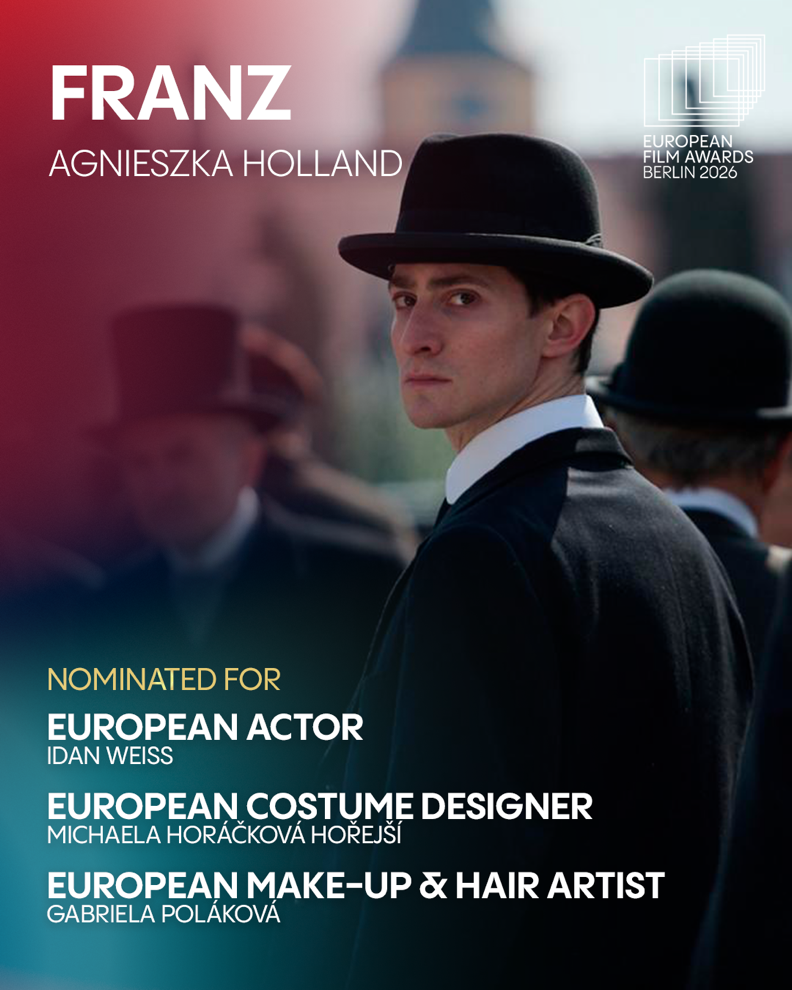 FRANZ
AGNIESZKA HOLLAND
EUROPEAN
FILM AWARDS
BERLIN 2026
NOMINATED FOR
EUROPEAN ACTOR
IDAN WEISS
EUROPEAN COSTUME DESIGNER
MICHAELA HORÁČKOVÁ HOŘEJŠÍ
EUROPEAN MAKE-UP & HAIR ARTIST
GABRIELA POLÁKOVÁ